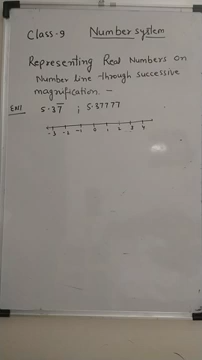 Class-9 Number system
Representing Real Numbers on
Number line through successive
magnification. -
5.37̅ ; 5.37777
-3 -2 -1 0 1 2 3 4